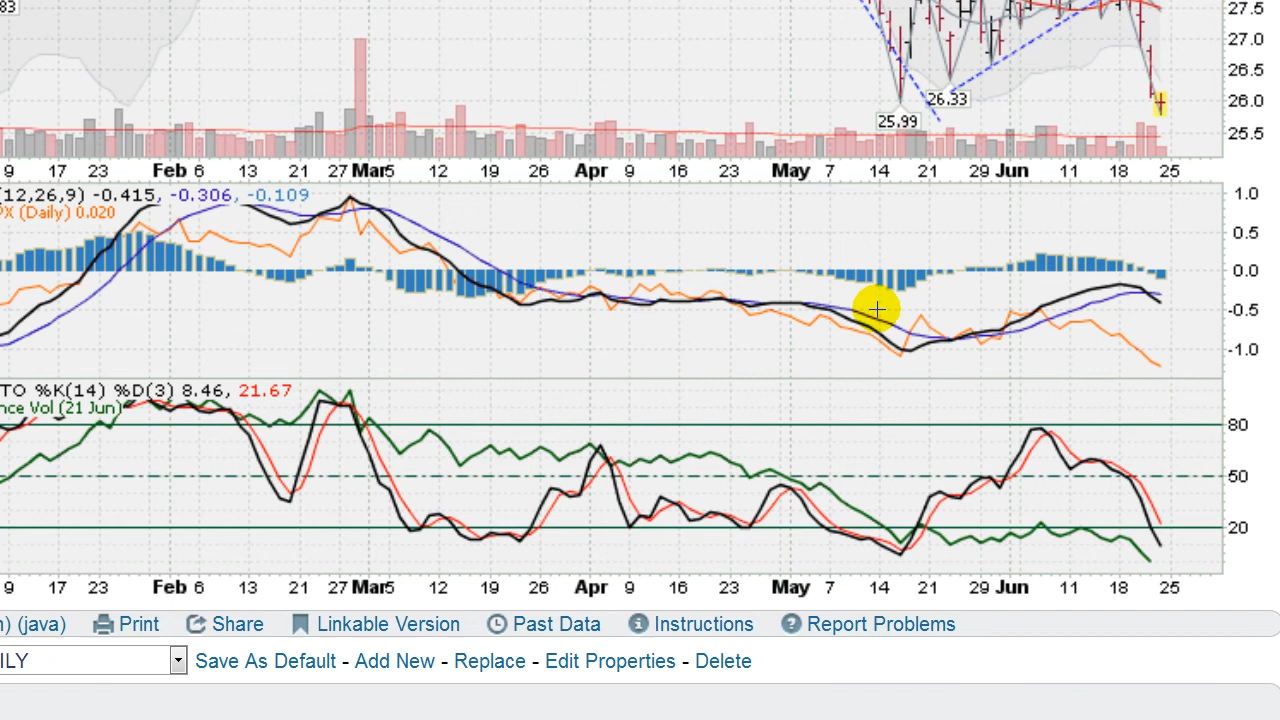 83
27.5
27.0
26.5
26.0
25.5
26.33
25.99
9 17 23 Feb 6 13 21 27 Mar5 12 19 26 Apr 9 16 23 May 7 14 21 29 Jun 11 18 25
(12,26,9) -0.415, -0.306, -0.109
PX (Daily) 0.020
1.0
0.5
0.0
-0.5
-1.0
TO %K(14) %D(3) 8.46, 21.67
nce Vol (21 Jun)
80
50
20
9 17 23 Feb 6 13 21 27 Mar5 12 19 26 Apr 9 16 23 May 7 14 21 29 Jun 11 18 25
n) (java) Print Share Linkable Version Past Data Instructions Report Problems
ILY Save As Default - Add New - Replace - Edit Properties - Delete